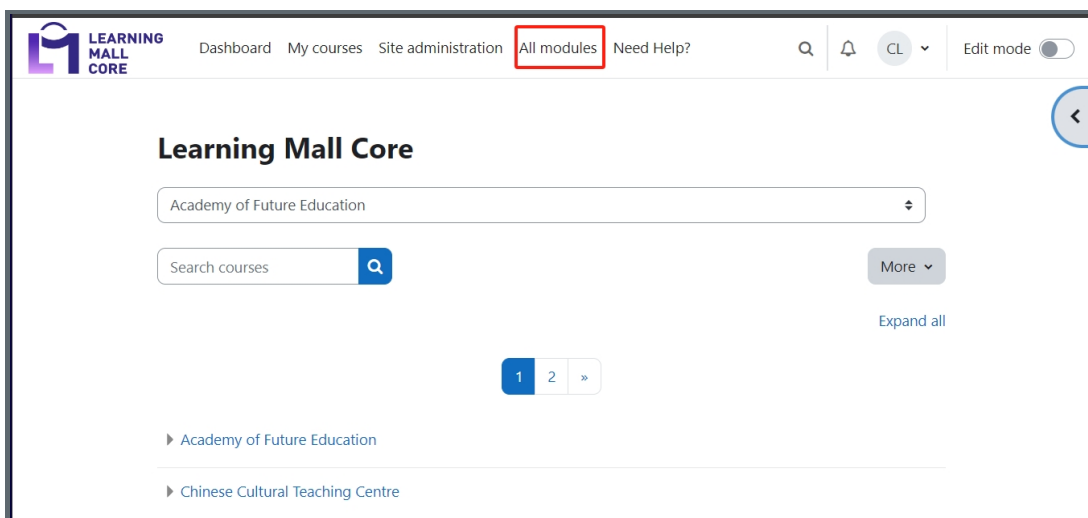 LEARNING
MALL
CORE
Dashboard My courses Site administration All modules Need Help? CL Edit mode
Learning Mall Core
Academy of Future Education
Search courses More
Expand all
1 2 »
Academy of Future Education
Chinese Cultural Teaching Centre